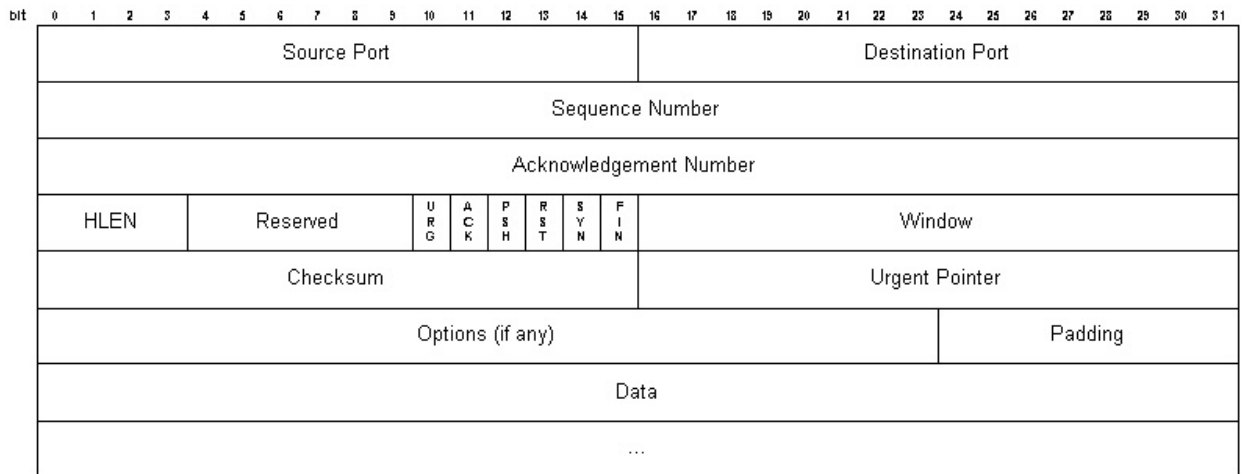 bit 0 1 2 3 4 5 6 7 8 9 10 11 12 13 14 15 16 17 18 19 20 21 22 23 24 25 26 27 28 29 30 31
Source Port Destination Port
Sequence Number
Acknowledgement Number
HLEN Reserved URG ACK PSH RST SYN FIN Window
Checksum Urgent Pointer
Options (if any) Padding
Data
...